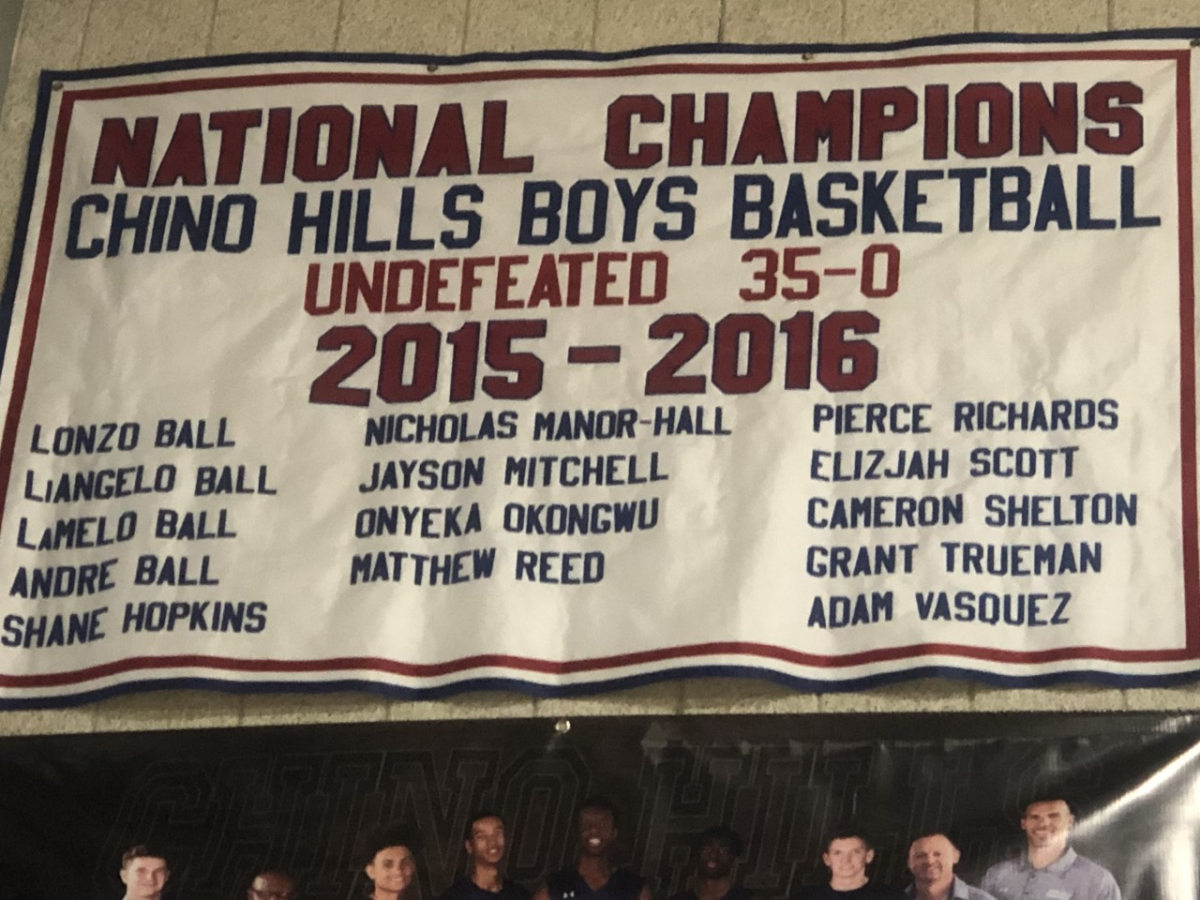 NATIONAL CHAMPIONS
CHINO HILLS BOYS BASKETBALL
UNDEFEATED 35-0
2015-2016
LONZO BALL
LiANGELO BALL
LaMELO BALL
ANDRE BALL
SHANE HOPKINS
NICHOLAS MANOR-HALL
JAYSON MITCHELL
ONYEKA OKONGWU
MATTHEW REED
PIERCE RICHARDS
ELIZJAH SCOTT
CAMERON SHELTON
GRANT TRUEMAN
ADAM VASQUEZ
CHINO HILLS